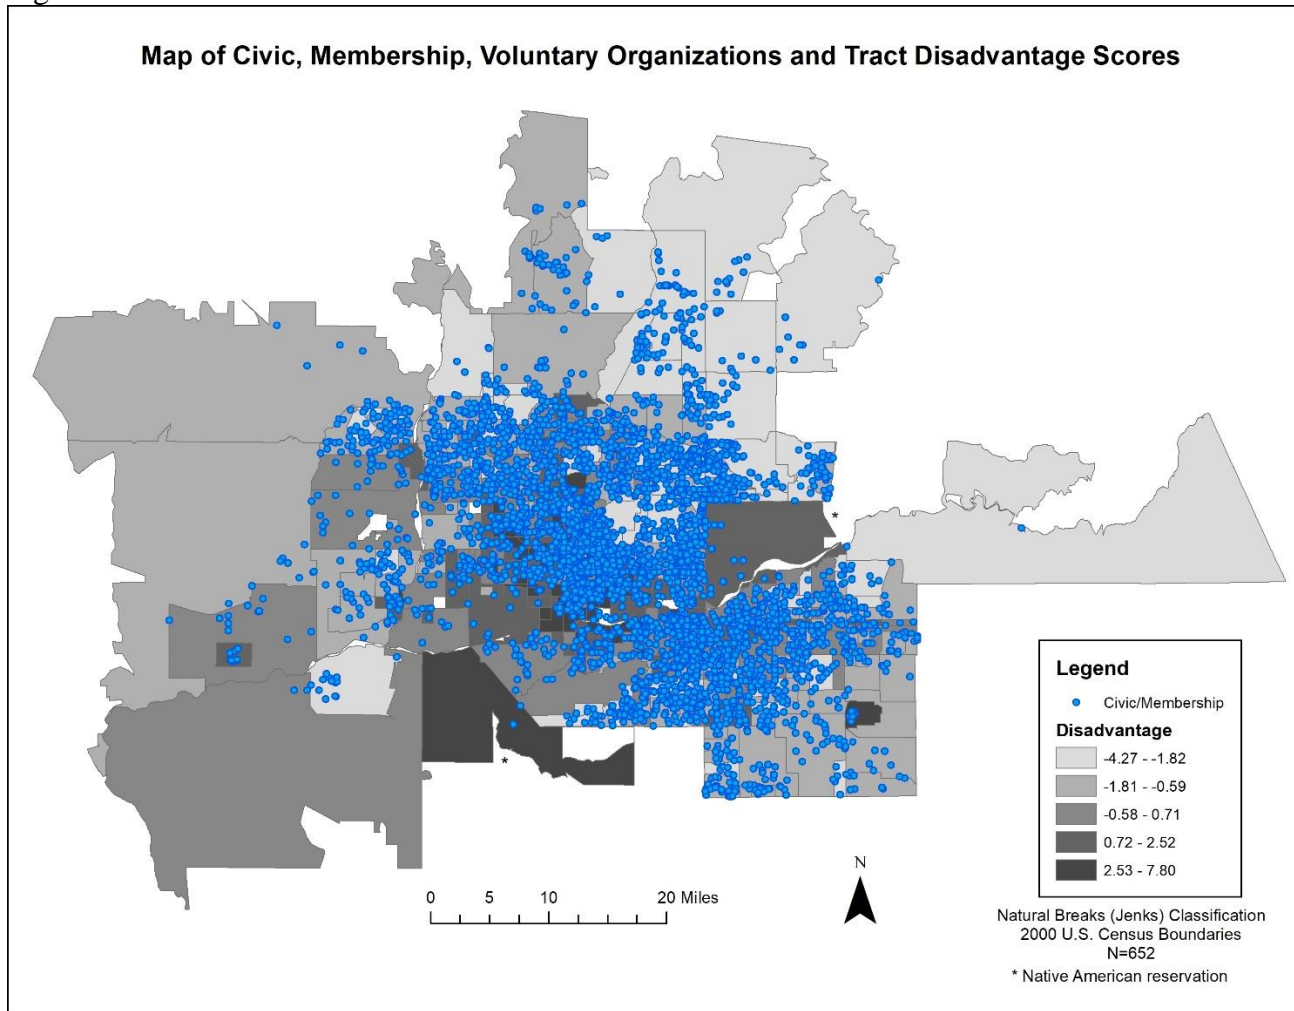 Map of Civic, Membership, Voluntary Organizations and Tract Disadvantage Scores
*
*
Legend
Civic/Membership
Disadvantage
-4.27 - -1.82
-1.81 - -0.59
-0.58 - 0.71
0.72 - 2.52
2.53 - 7.80
N
0 5 10 20 Miles
Natural Breaks (Jenks) Classification
2000 U.S. Census Boundaries
N=652
* Native American reservation